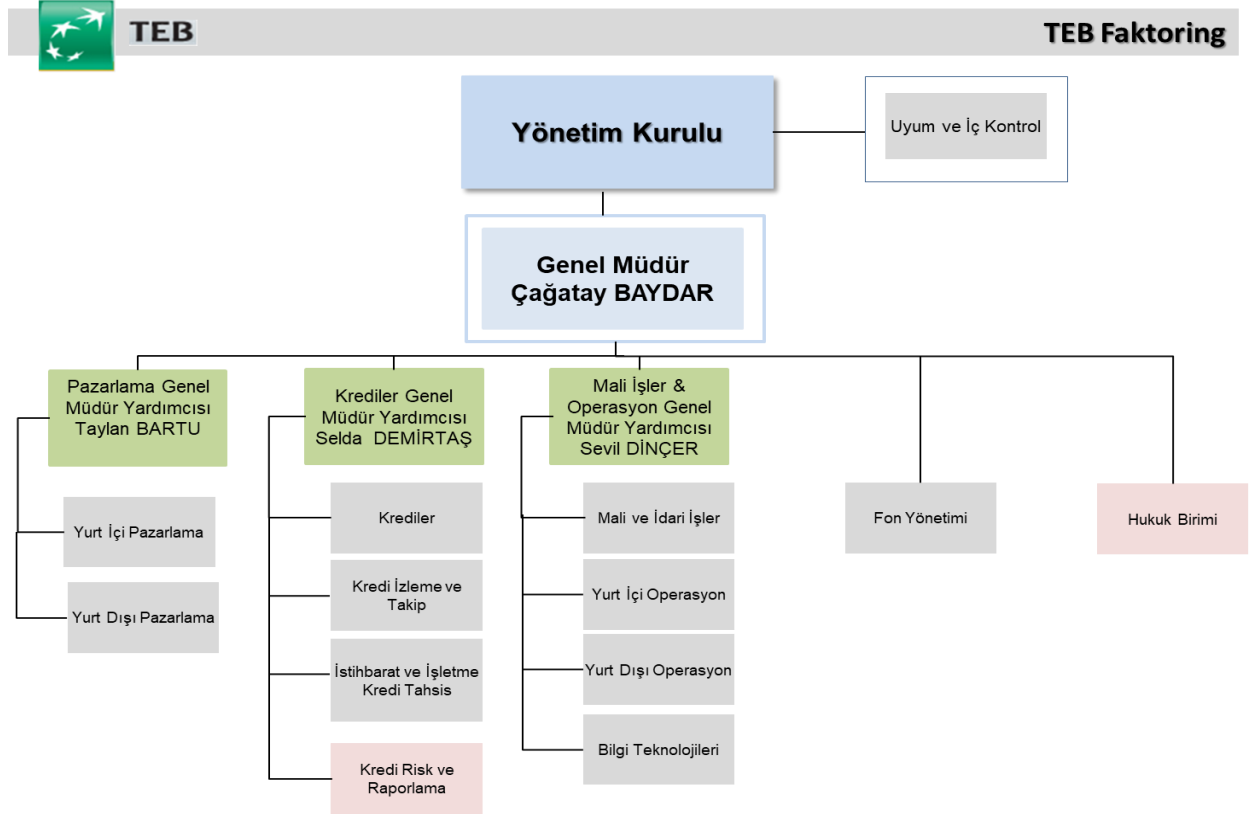 TEB
TEB Faktoring
Yönetim Kurulu
Uyum ve İç Kontrol
Genel Müdür
Çağatay BAYDAR
Pazarlama Genel
Müdür Yardımcısı
Taylan BARTU
Yurt İçi Pazarlama
Yurt Dışı Pazarlama
Krediler Genel
Müdür Yardımcısı
Selda DEMİRTAŞ
Krediler
Kredi İzleme ve
Takip
İstihbarat ve İşletme
Kredi Tahsis
Kredi Risk ve
Raporlama
Mali İşler &
Operasyon Genel
Müdür Yardımcısı
Sevil DİNÇER
Mali ve İdari İşler
Yurt İçi Operasyon
Yurt Dışı Operasyon
Bilgi Teknolojileri
Fon Yönetimi
Hukuk Birimi